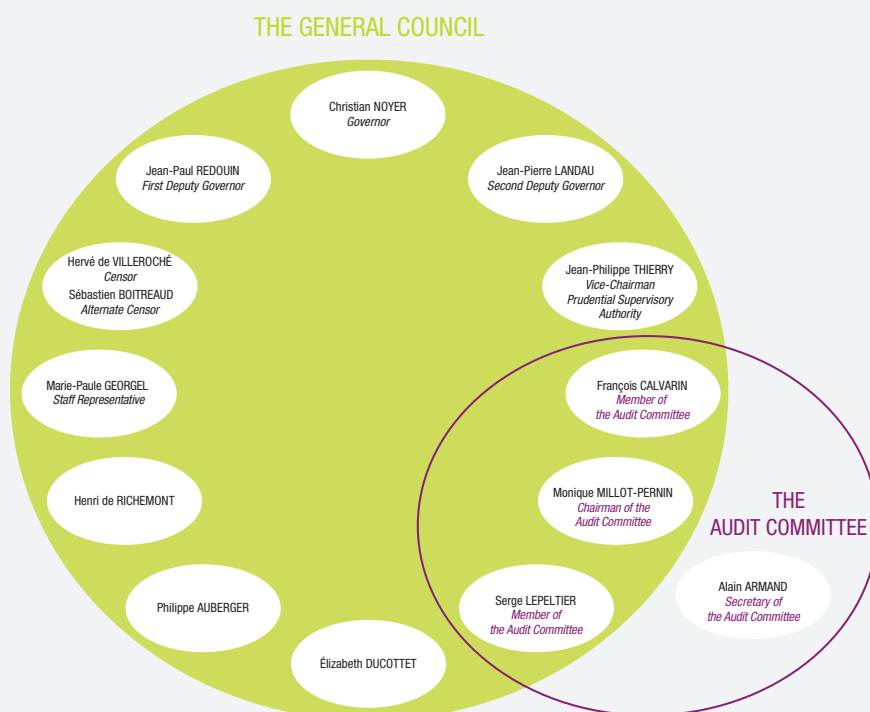 THE GENERAL COUNCIL
Christian NOYER
Governor
Jean-Paul REDOUIN
First Deputy Governor
Jean-Pierre LANDAU
Second Deputy Governor
Hervé de VILLEROCHÉ
Censor
Sébastien BOITREAUD
Alternate Censor
Jean-Philippe THIERRY
Vice-Chairman
Prudential Supervisory
Authority
Marie-Paule GEORGEL
Staff Representative
François CALVARIN
Member of
the Audit Committee
Henri de RICHEMONT
Monique MILLOT-PERNIN
Chairman of the
Audit Committee
THE
AUDIT COMMITTEE
Philippe AUBERGER
Serge LEPELTIER
Member of
the Audit Committee
Alain ARMAND
Secretary of
the Audit Committee
Élizabeth DUCOTTET